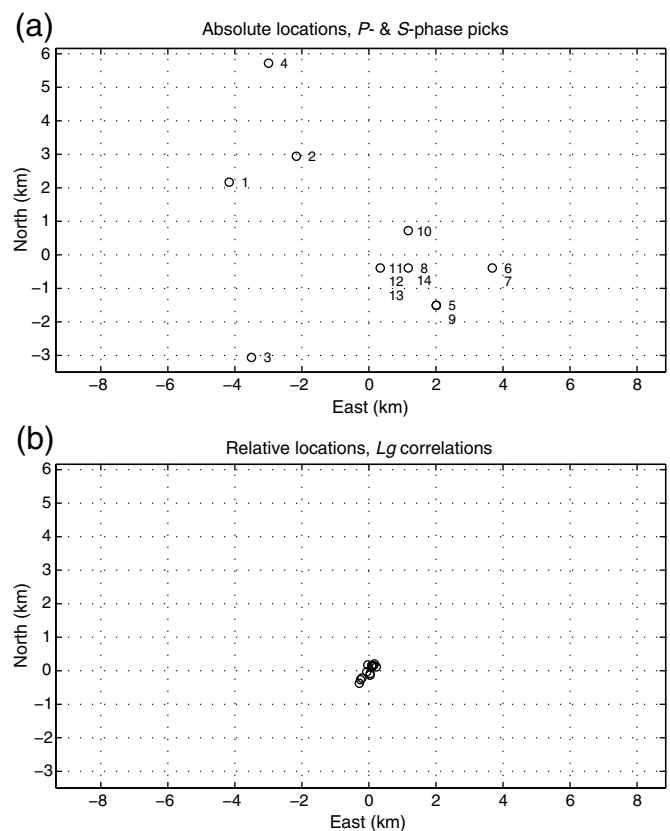 (a)
Absolute locations, P- & S-phase picks
6
4
5
4
3
2
2
1
1
10
0
11 8 6
12 14 7
13
−1
5
9
−2
−3
3
North (km)
−8 −6 −4 −2 0 2 4 6 8
East (km)
(b)
Relative locations, Lg correlations
6
5
4
3
2
1
0
−1
−2
−3
North (km)
−8 −6 −4 −2 0 2 4 6 8
East (km)